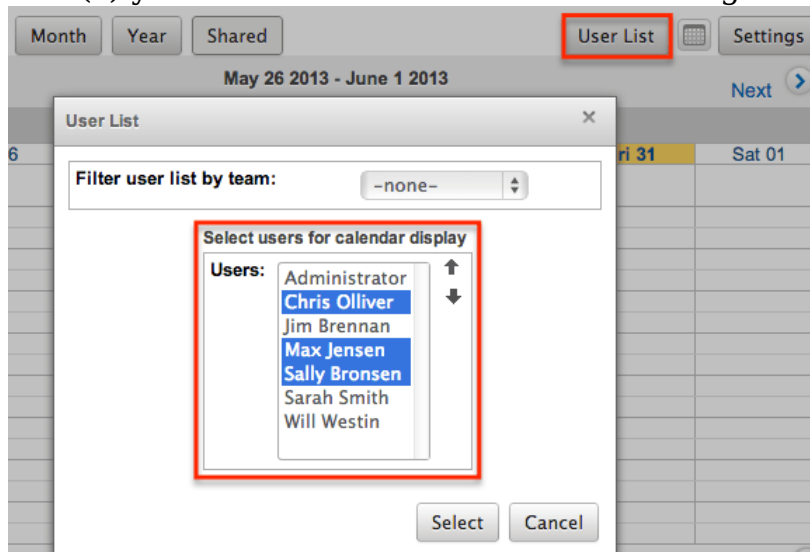 Month Year Shared User List Settings
May 26 2013 - June 1 2013
Next
User List ×
6 ri 31 Sat 01
Filter user list by team: -none-
Select users for calendar display
Users:
Administrator
Chris Olliver
Jim Brennan
Max Jensen
Sally Bronsen
Sarah Smith
Will Westin
Select Cancel